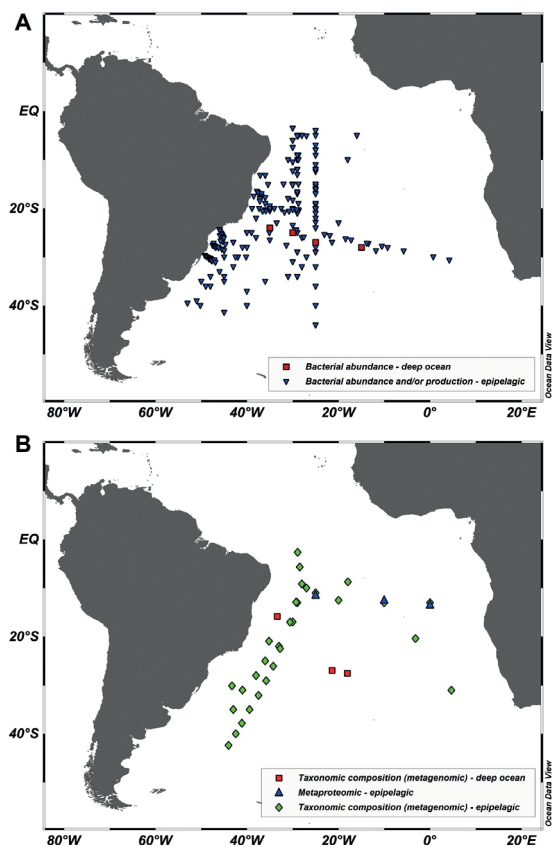 A
EQ
20°S
40°S
Bacterial abundance - deep ocean
Bacterial abundance and/or production - epipelagic
Ocean Data View
80°W 60°W 40°W 20°W 0° 20°E
B
EQ
20°S
40°S
Taxonomic composition (metagenomic) - deep ocean
Metaproteomic - epipelagic
Taxonomic composition (metagenomic) - epipelagic
Ocean Data View
80°W 60°W 40°W 20°W 0° 20°E